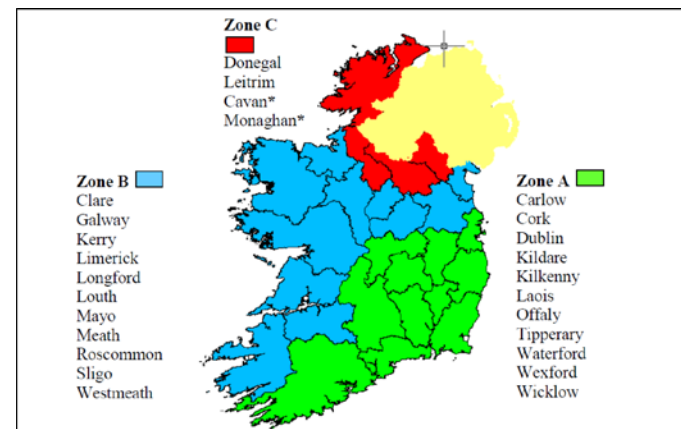 Zone C
Donegal
Leitrim
Cavan*
Monaghan*
Zone B
Clare
Galway
Kerry
Limerick
Longford
Louth
Mayo
Meath
Roscommon
Sligo
Westmeath
Zone A
Carlow
Cork
Dublin
Kildare
Kilkenny
Laois
Offaly
Tipperary
Waterford
Wexford
Wicklow